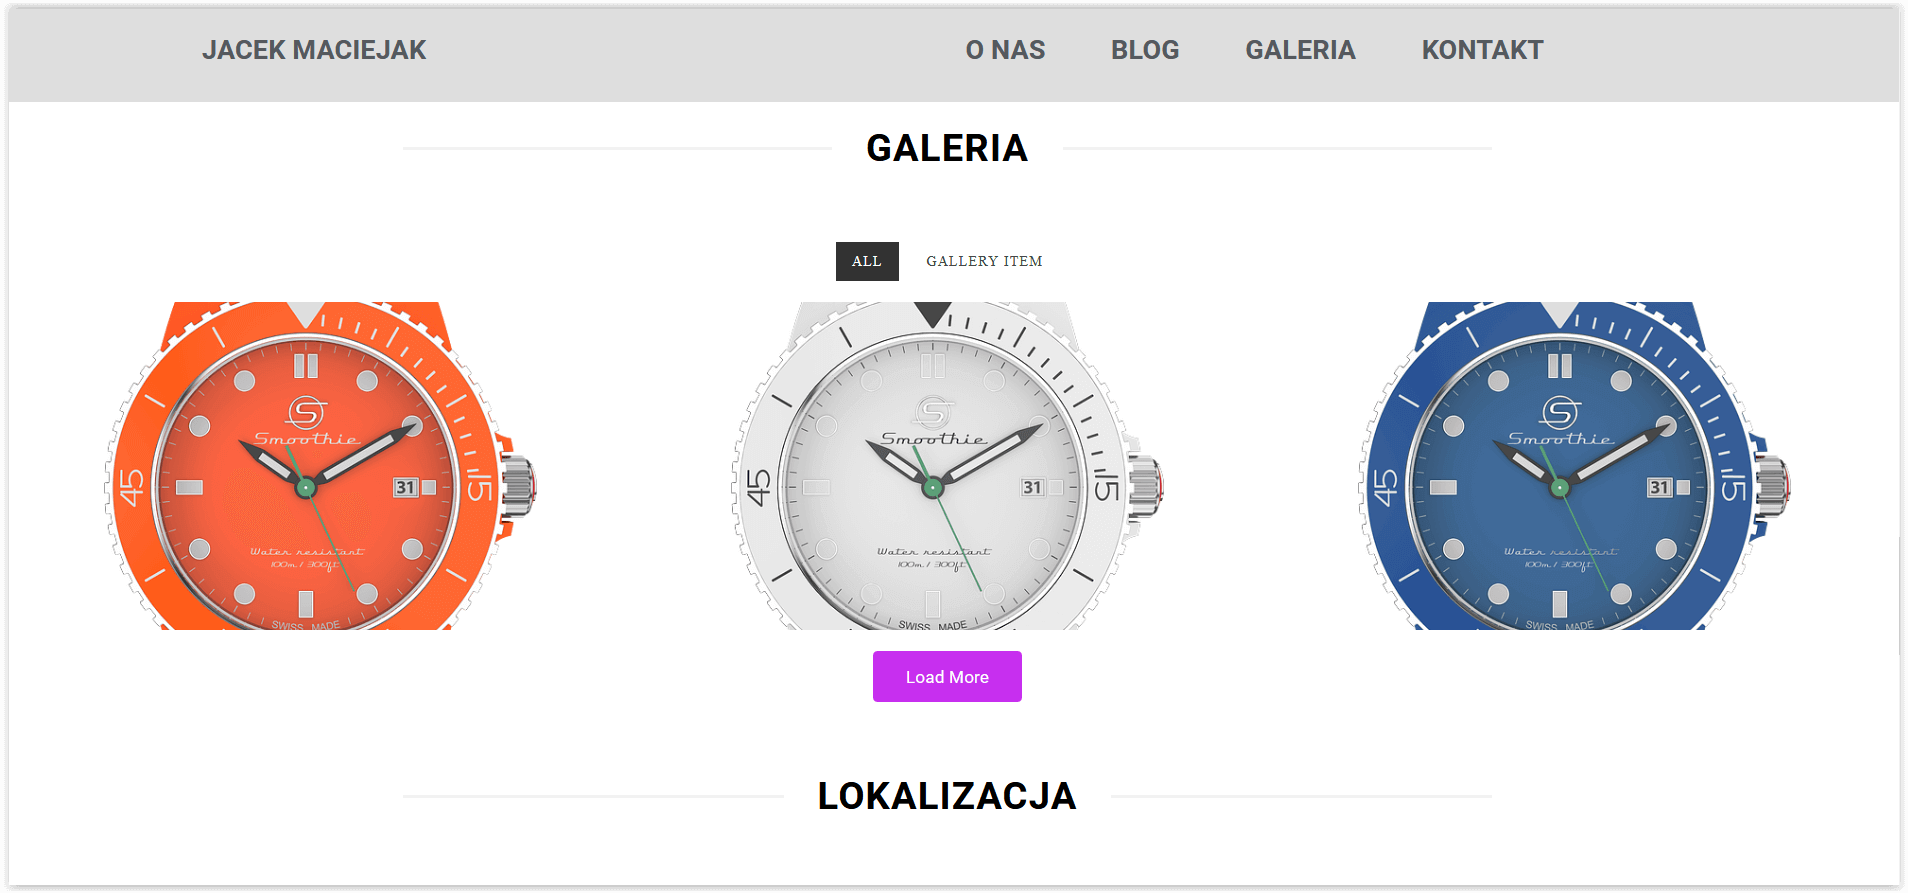 JACEK MACIEJAK O NAS BLOG GALERIA KONTAKT
GALERIA
ALL GALLERY ITEM
S
Smoothie
45 31 15
Water resistant
100m / 300ft
SWISS MADE
S
Smoothie
45 31 15
Water resistant
100m / 300ft
SWISS MADE
S
Smoothie
45 31 15
Water resistant
100m / 300ft
SWISS MADE
Load More
LOKALIZACJA